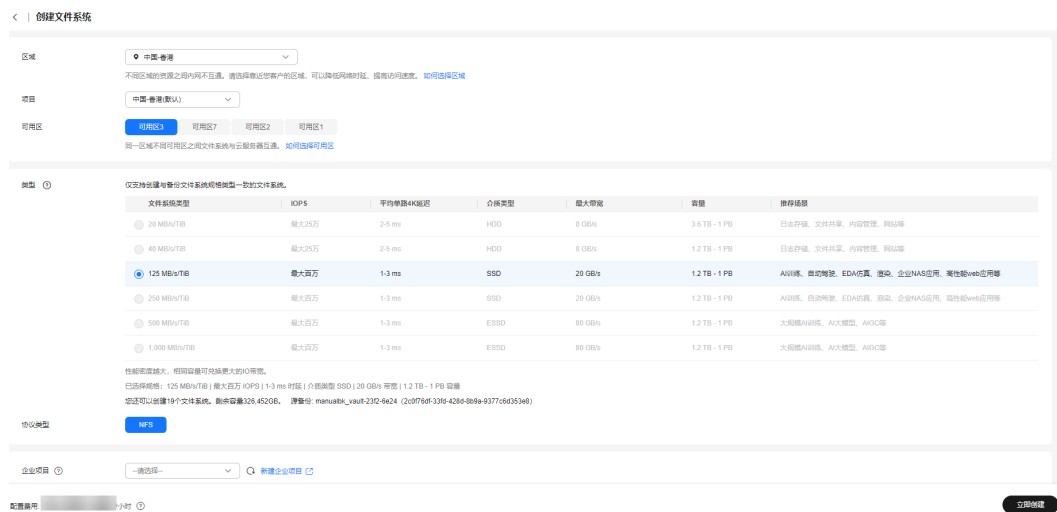 创建文件系统
区域
中国-香港
不同区域的资源之间内网不互通。请选择靠近您客户的区域，可以降低网络时延、提高访问速度。 如何选择区域
项目
中国-香港(默认)
可用区
可用区3 可用区7 可用区2 可用区1
同一区域不同可用区之间文件系统与云服务器互通。 如何选择可用区
类型
仅支持创建与备份文件系统规格类型一致的文件系统。
文件系统类型 IOPS 平均单路4K延迟 介质类型 最大带宽 容量 推荐场景
20 MB/s/TiB 最大25万 2-5 ms HDD 8 GB/s 3.6 TB - 1 PB 日志存储、文件共享、内容管理、网站等
40 MB/s/TiB 最大25万 2-5 ms HDD 8 GB/s 1.2 TB - 1 PB 日志存储、文件共享、内容管理、网站等
125 MB/s/TiB 最大百万 1-3 ms SSD 20 GB/s 1.2 TB - 1 PB AI训练、自动驾驶、EDA仿真、渲染、企业NAS应用、高性能web应用等
250 MB/s/TiB 最大百万 1-3 ms SSD 20 GB/s 1.2 TB - 1 PB AI训练、自动驾驶、EDA仿真、渲染、企业NAS应用、高性能web应用等
500 MB/s/TiB 最大百万 1-3 ms ESSD 80 GB/s 1.2 TB - 1 PB 大规模AI训练、AI大模型、AIGC等
1,000 MB/s/TiB 最大百万 1-3 ms ESSD 80 GB/s 1.2 TB - 1 PB 大规模AI训练、AI大模型、AIGC等
性能密度越大，相同容量可兑换更大的IO带宽。
已选择规格：125 MB/s/TiB | 最大百万 IOPS | 1-3 ms 时延 | 介质类型 SSD | 20 GB/s 带宽 | 1.2 TB - 1 PB 容量
您还可以创建19个文件系统。剩余容量326,452GB。 源备份: manualbk_vault-23f2-6e24（2c0f76df-33fd-428d-8b9a-9377c6d353e8）
协议类型
NFS
企业项目
--请选择-- 新建企业项目
配置费用 /小时
立即创建